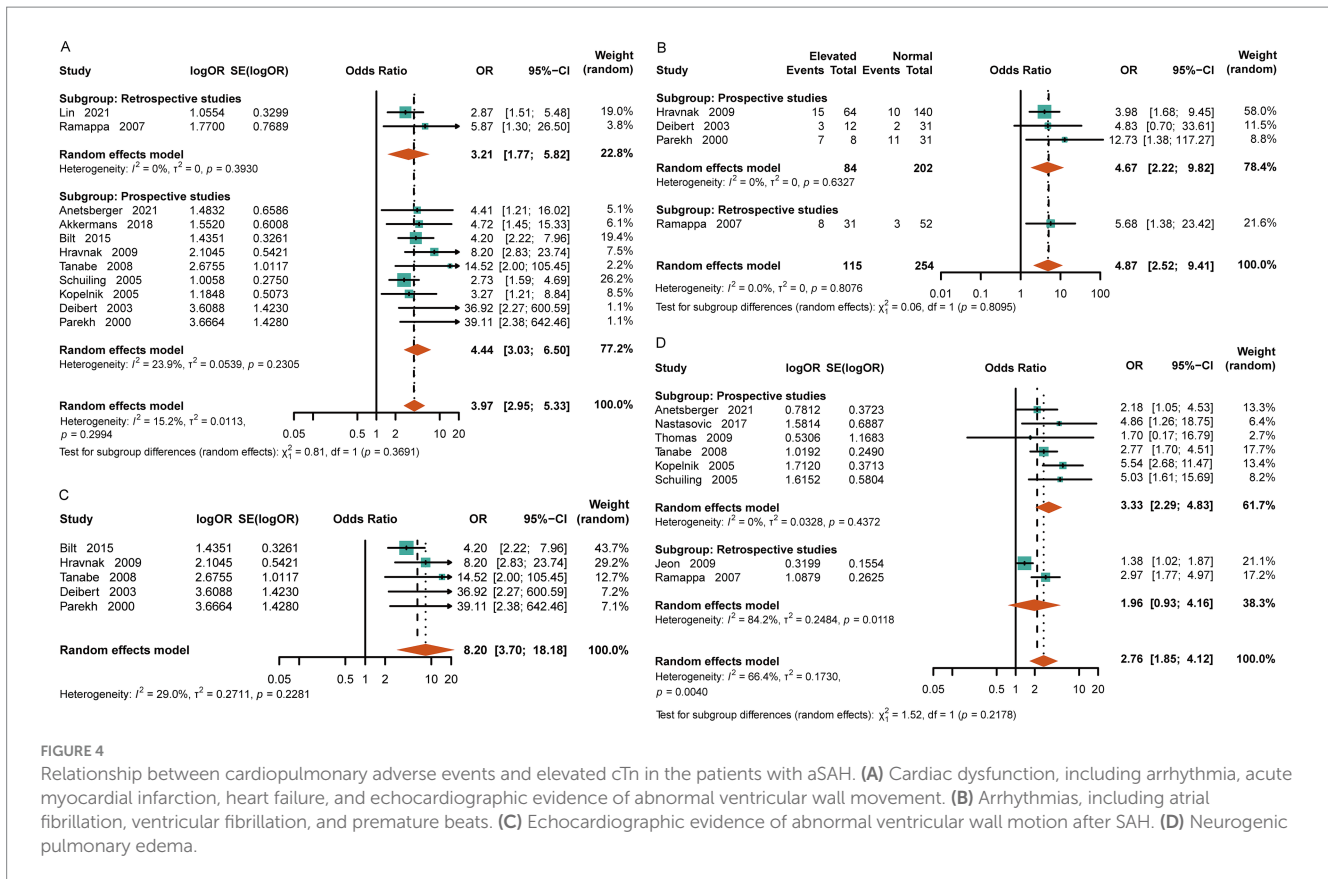 A
Study logOR SE(logOR) Odds Ratio OR 95%−CI Weight (random)
Subgroup: Retrospective studies
Lin 2021 1.0554 0.3299 2.87 [1.51; 5.48] 19.0%
Ramappa 2007 1.7700 0.7689 5.87 [1.30; 26.50] 3.8%
Random effects model 3.21 [1.77; 5.82] 22.8%
Heterogeneity: I² = 0%, τ² = 0, p = 0.3930
Subgroup: Prospective studies
Anetsberger 2021 1.4832 0.6586 4.41 [1.21; 16.02] 5.1%
Akkermans 2018 1.5520 0.6008 4.72 [1.45; 15.33] 6.1%
Bilt 2015 1.4351 0.3261 4.20 [2.22; 7.96] 19.4%
Hravnak 2009 2.1045 0.5421 8.20 [2.83; 23.74] 7.5%
Tanabe 2008 2.6755 1.0117 14.52 [2.00; 105.45] 2.2%
Schuiling 2005 1.0058 0.2750 2.73 [1.59; 4.69] 26.2%
Kopelnik 2005 1.1848 0.5073 3.27 [1.21; 8.84] 8.5%
Deibert 2003 3.6088 1.4230 36.92 [2.27; 600.59] 1.1%
Parekh 2000 3.6664 1.4280 39.11 [2.38; 642.46] 1.1%
Random effects model 4.44 [3.03; 6.50] 77.2%
Heterogeneity: I² = 23.9%, τ² = 0.0539, p = 0.2305
Random effects model 3.97 [2.95; 5.33] 100.0%
Heterogeneity: I² = 15.2%, τ² = 0.0113,
p = 0.2994
0.05 0.5 1 2 10 20
Test for subgroup differences (random effects): χ₁² = 0.81, df = 1 (p = 0.3691)
B
Elevated Normal Weight
Study Events Total Events Total Odds Ratio OR 95%−CI (random)
Subgroup: Prospective studies
Hravnak 2009 15 64 10 140 3.98 [1.68; 9.45] 58.0%
Deibert 2003 3 12 2 31 4.83 [0.70; 33.61] 11.5%
Parekh 2000 7 8 11 31 12.73 [1.38; 117.27] 8.8%
Random effects model 84 202 4.67 [2.22; 9.82] 78.4%
Heterogeneity: I² = 0%, τ² = 0, p = 0.6327
Subgroup: Retrospective studies
Ramappa 2007 8 31 3 52 5.68 [1.38; 23.42] 21.6%
Random effects model 115 254 4.87 [2.52; 9.41] 100.0%
Heterogeneity: I² = 0.0%, τ² = 0, p = 0.8076
0.01 0.1 1 10 100
Test for subgroup differences (random effects): χ₁² = 0.06, df = 1 (p = 0.8095)
C
Study logOR SE(logOR) Odds Ratio OR 95%−CI Weight (random)
Bilt 2015 1.4351 0.3261 4.20 [2.22; 7.96] 43.7%
Hravnak 2009 2.1045 0.5421 8.20 [2.83; 23.74] 29.2%
Tanabe 2008 2.6755 1.0117 14.52 [2.00; 105.45] 12.7%
Deibert 2003 3.6088 1.4230 36.92 [2.27; 600.59] 7.2%
Parekh 2000 3.6664 1.4280 39.11 [2.38; 642.46] 7.1%
Random effects model 8.20 [3.70; 18.18] 100.0%
0.05 0.5 1 2 10 20
Heterogeneity: I² = 29.0%, τ² = 0.2711, p = 0.2281
D
Study logOR SE(logOR) Odds Ratio OR 95%−CI Weight (random)
Subgroup: Prospective studies
Anetsberger 2021 0.7812 0.3723 2.18 [1.05; 4.53] 13.3%
Nastasovic 2017 1.5814 0.6887 4.86 [1.26; 18.75] 6.4%
Thomas 2009 0.5306 1.1683 1.70 [0.17; 16.79] 2.7%
Tanabe 2008 1.0192 0.2490 2.77 [1.70; 4.51] 17.7%
Kopelnik 2005 1.7120 0.3713 5.54 [2.68; 11.47] 13.4%
Schuiling 2005 1.6152 0.5804 5.03 [1.61; 15.69] 8.2%
Random effects model 3.33 [2.29; 4.83] 61.7%
Heterogeneity: I² = 0%, τ² = 0.0328, p = 0.4372
Subgroup: Retrospective studies
Jeon 2009 0.3199 0.1554 1.38 [1.02; 1.87] 21.1%
Ramappa 2007 1.0879 0.2625 2.97 [1.77; 4.97] 17.2%
Random effects model 1.96 [0.93; 4.16] 38.3%
Heterogeneity: I² = 84.2%, τ² = 0.2484, p = 0.0118
Random effects model 2.76 [1.85; 4.12] 100.0%
Heterogeneity: I² = 66.4%, τ² = 0.1730,
p = 0.0040
0.05 0.5 1 2 10 20
Test for subgroup differences (random effects): χ₁² = 1.52, df = 1 (p = 0.2178)
FIGURE 4
Relationship between cardiopulmonary adverse events and elevated cTn in the patients with aSAH. (A) Cardiac dysfunction, including arrhythmia, acute
myocardial infarction, heart failure, and echocardiographic evidence of abnormal ventricular wall movement. (B) Arrhythmias, including atrial
fibrillation, ventricular fibrillation, and premature beats. (C) Echocardiographic evidence of abnormal ventricular wall motion after SAH. (D) Neurogenic
pulmonary edema.